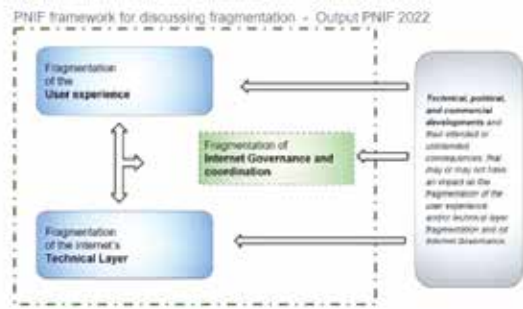 PNIF framework for discussing fragmentation - Output PNIF 2022
Fragmentation
of the
User experience
Fragmentation of
Internet Governance and
coordination
Fragmentation
of the internet's
Technical Layer
Technical, political,
and commercial
developments and
their intended or
unintended
consequences, that
may or may not have
an impact on the
fragmentation of the
user experience
and/or technical layer
fragmentation and/or
Internet Governance.